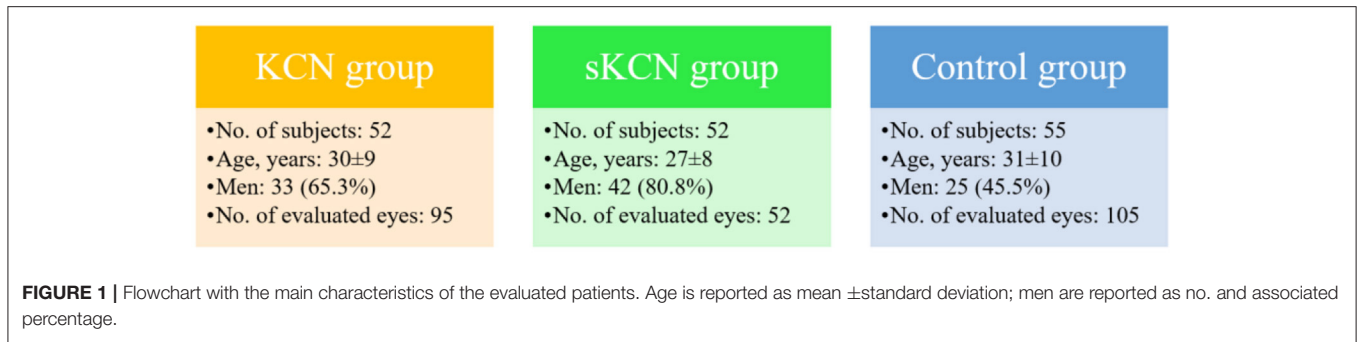 KCN group
•No. of subjects: 52
•Age, years: 30±9
•Men: 33 (65.3%)
•No. of evaluated eyes: 95
sKCN group
•No. of subjects: 52
•Age, years: 27±8
•Men: 42 (80.8%)
•No. of evaluated eyes: 52
Control group
•No. of subjects: 55
•Age, years: 31±10
•Men: 25 (45.5%)
•No. of evaluated eyes: 105
FIGURE 1 | Flowchart with the main characteristics of the evaluated patients. Age is reported as mean ±standard deviation; men are reported as no. and associated
percentage.